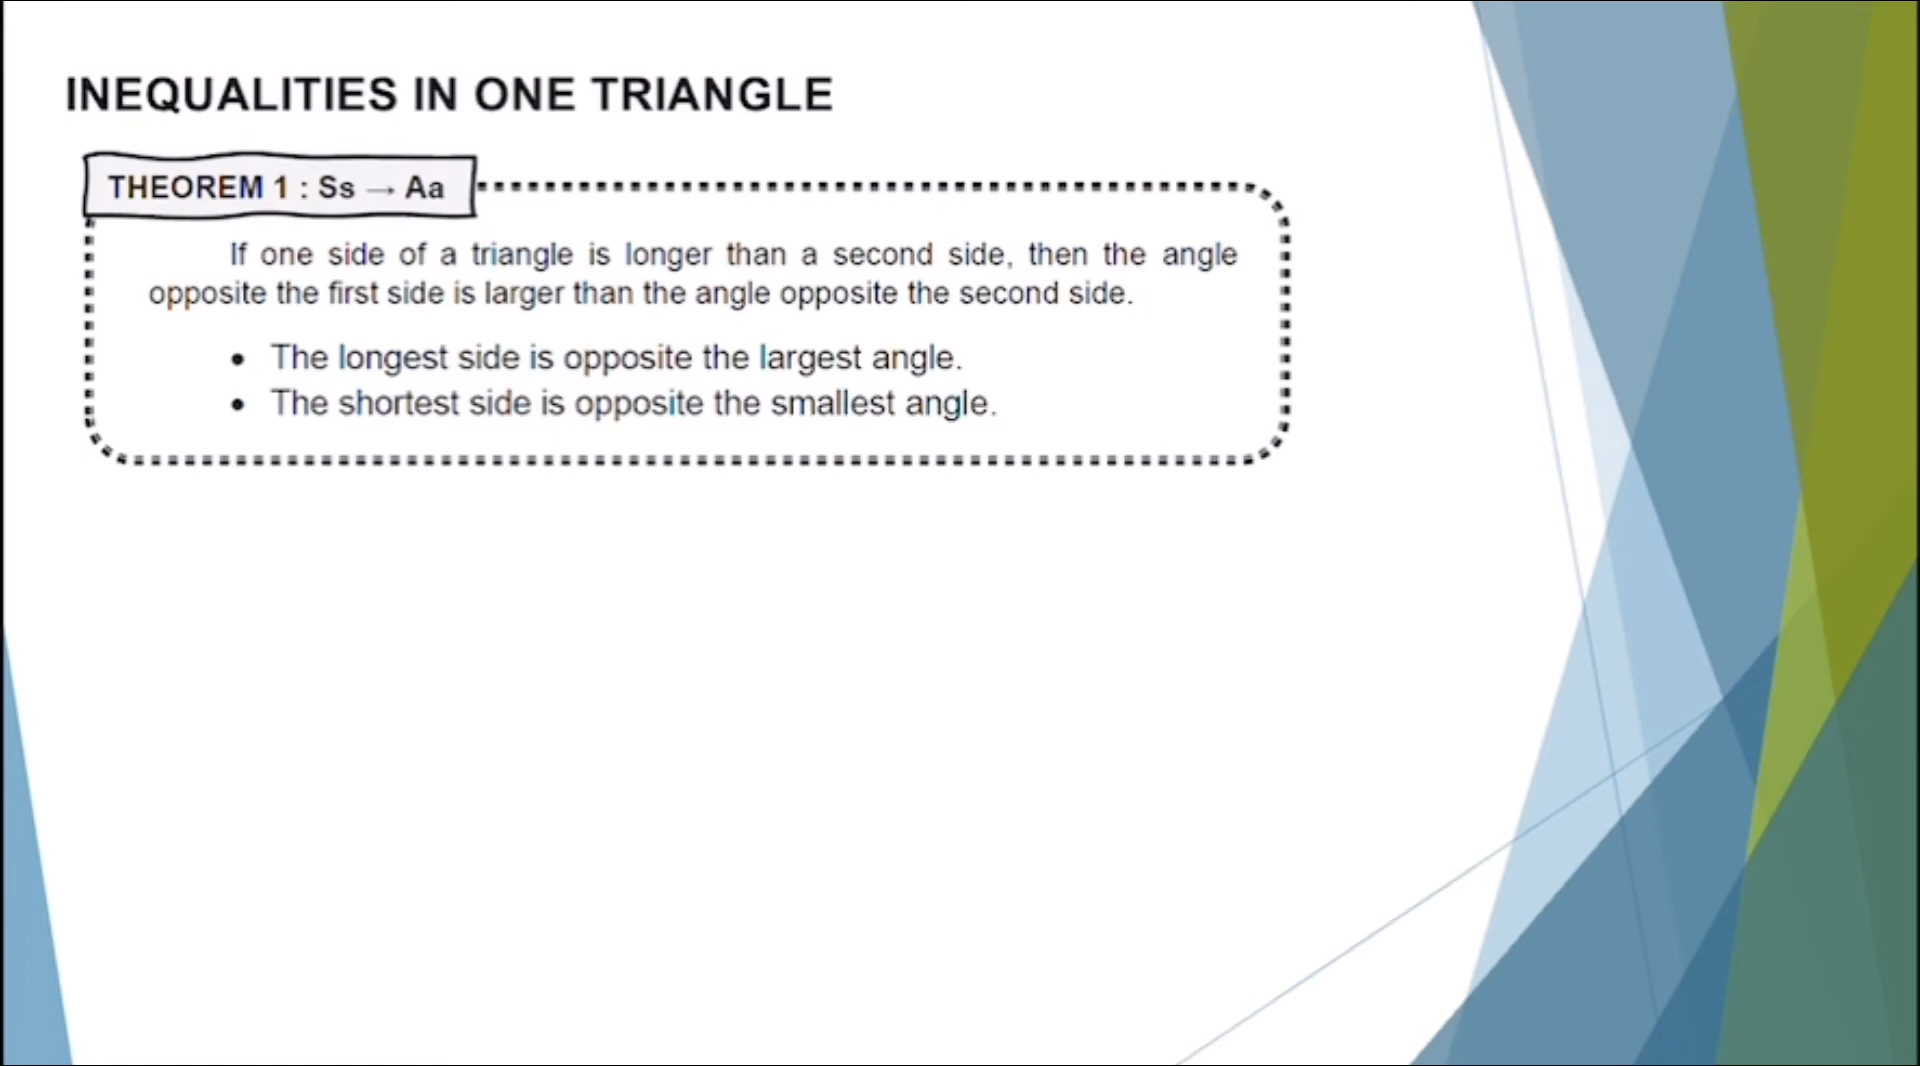 INEQUALITIES IN ONE TRIANGLE
THEOREM 1 : Ss → Aa
If one side of a triangle is longer than a second side, then the angle
opposite the first side is larger than the angle opposite the second side.
• The longest side is opposite the largest angle.
• The shortest side is opposite the smallest angle.